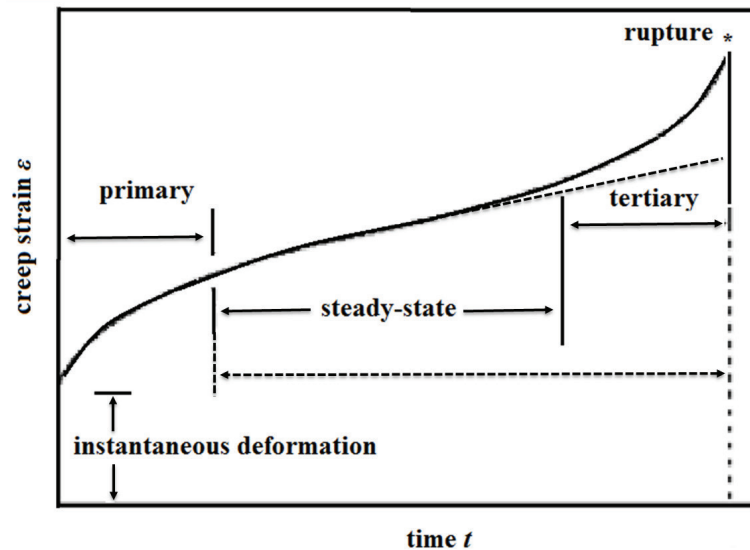 rupture *
primary
tertiary
steady-state
instantaneous deformation
creep strain ε
time t